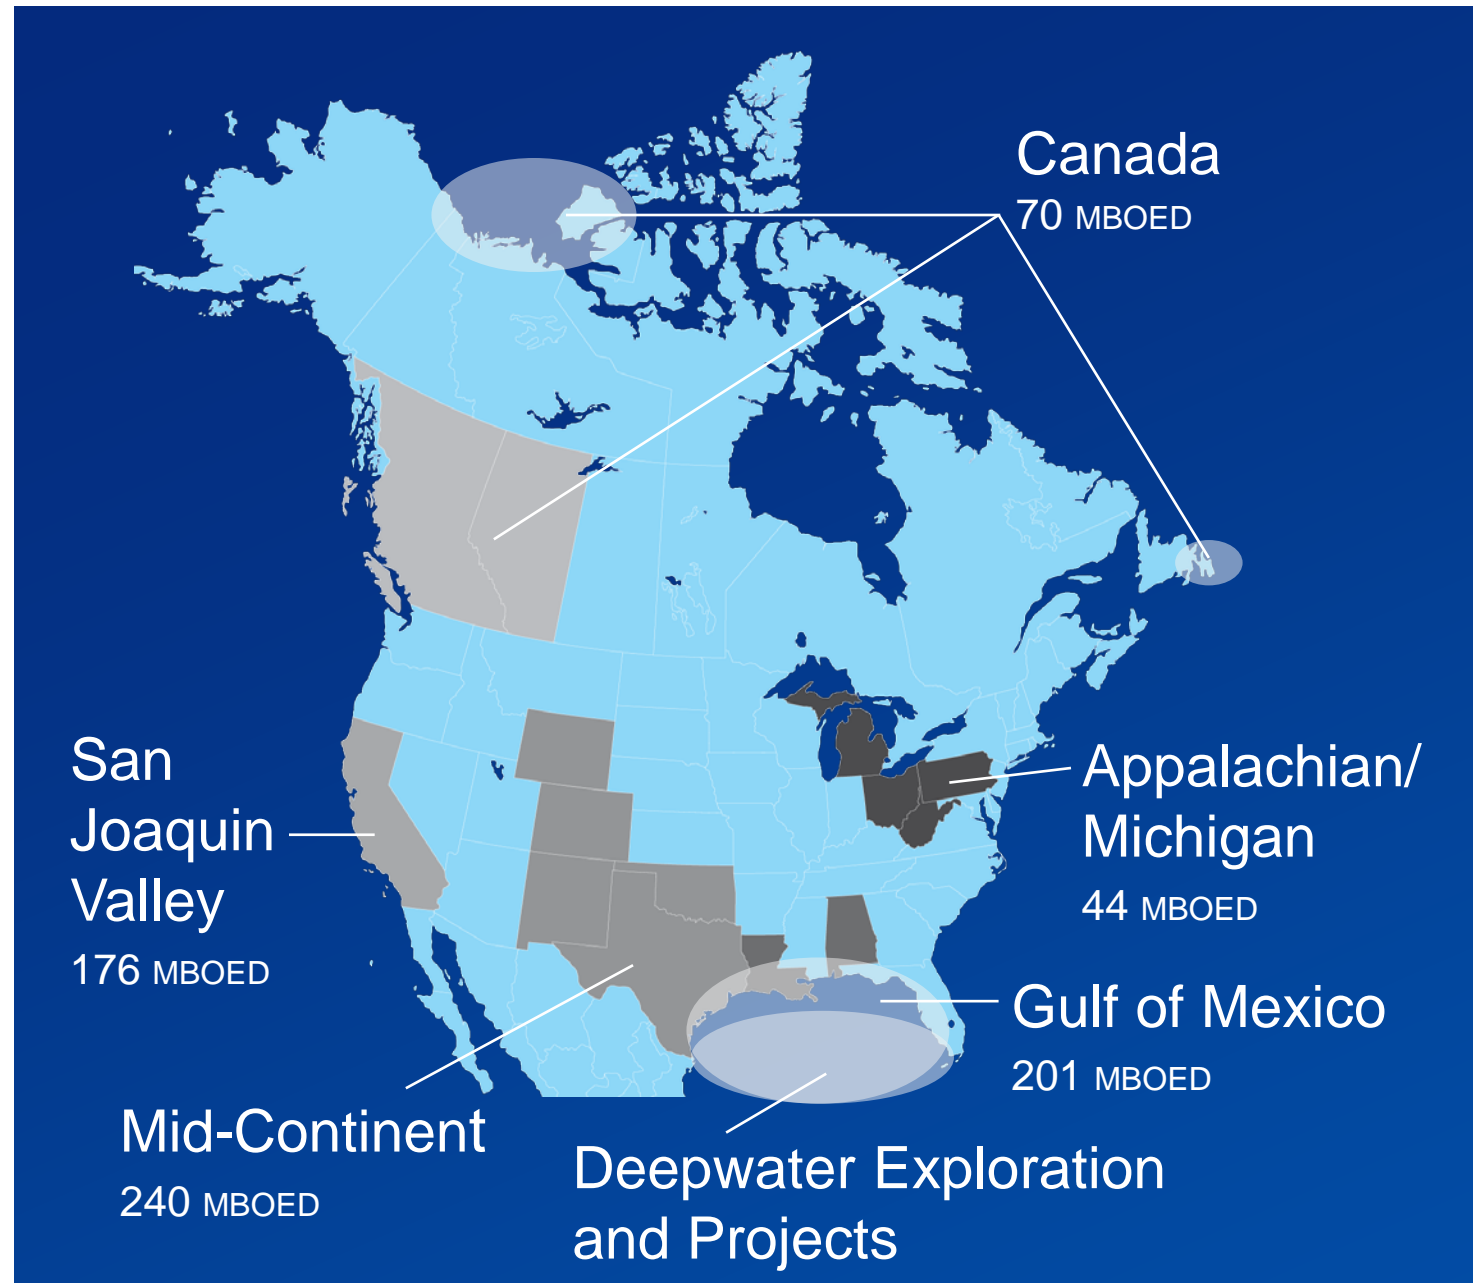 Canada
70 MBOED
San
Joaquin
Valley
176 MBOED
Appalachian/
Michigan
44 MBOED
Gulf of Mexico
201 MBOED
Mid-Continent
240 MBOED
Deepwater Exploration
and Projects